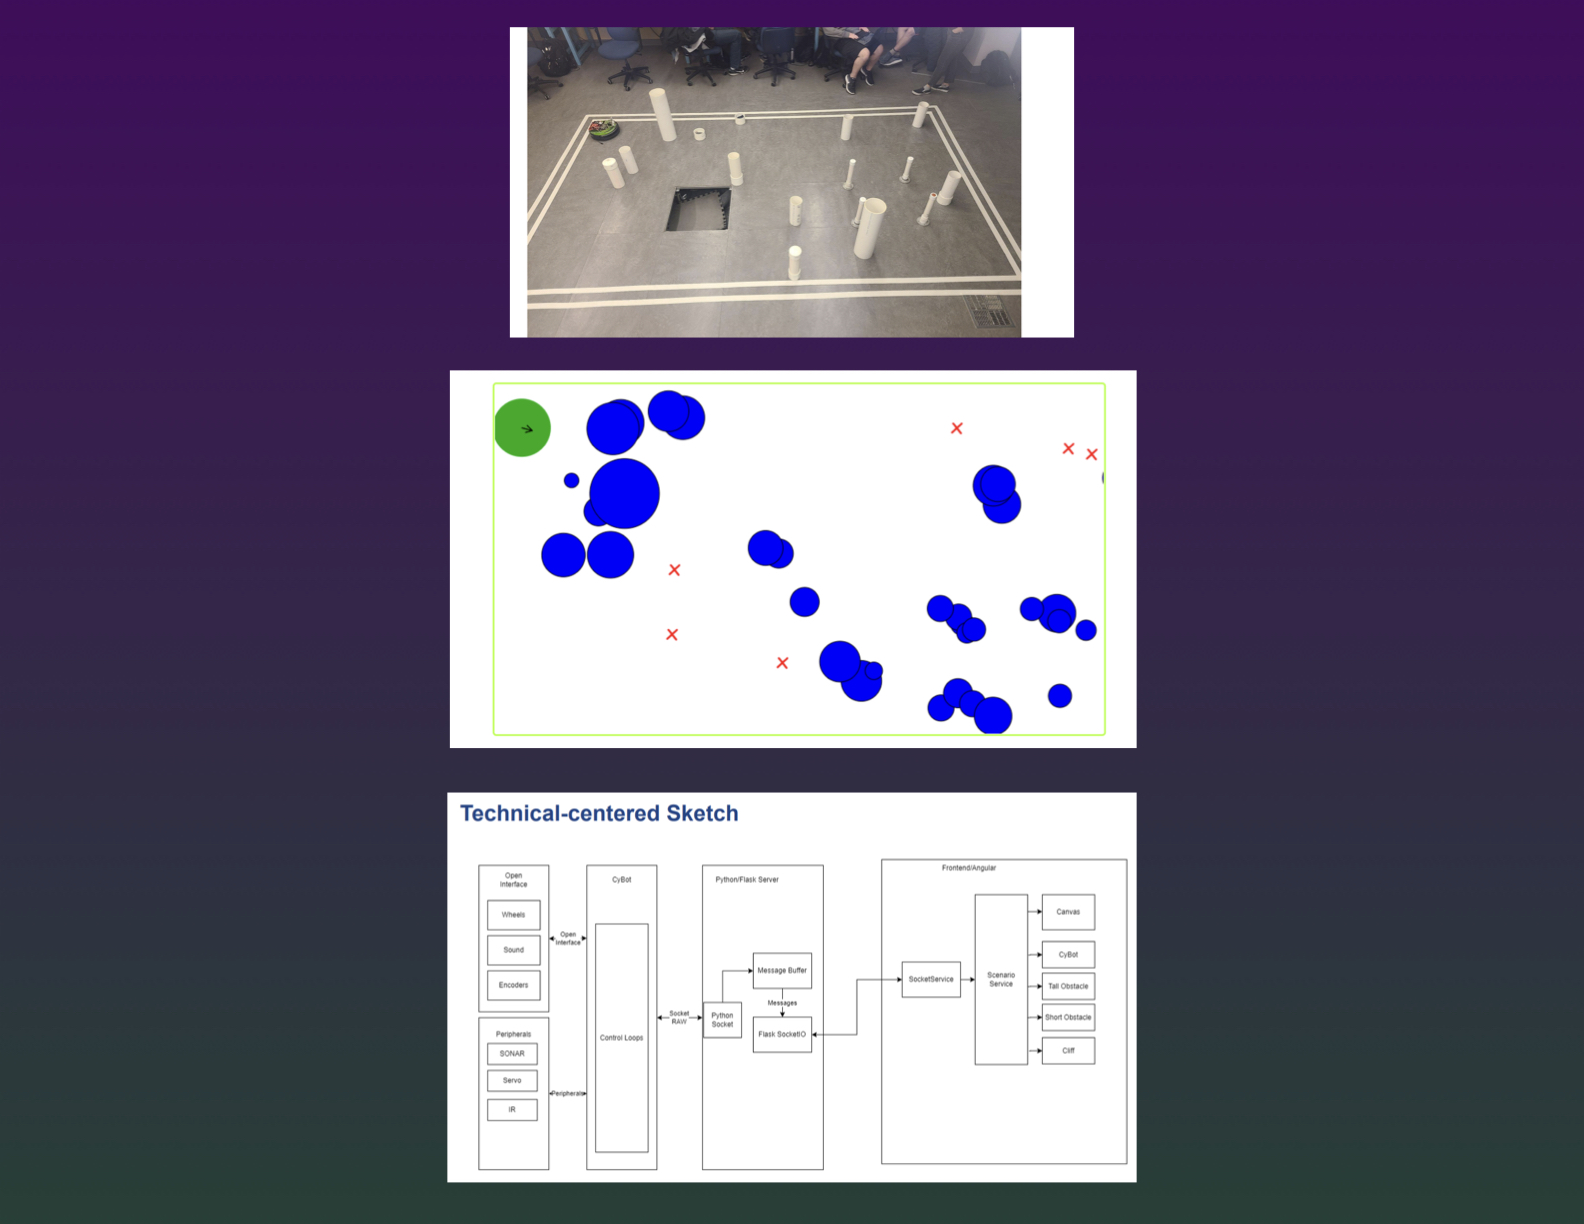 Technical-centered Sketch
Open
Interface
Wheels
Sound
Encoders
Peripherals
SONAR
Servo
IR
Open
Interface
Peripherals
CyBot
Control Loops
Socket
RAW
Python/Flask Server
Message Buffer
Messages
Python
Socket
Flask SocketIO
Frontend/Angular
SocketService
Scenario
Service
Canvas
CyBot
Tall Obstacle
Short Obstacle
Cliff